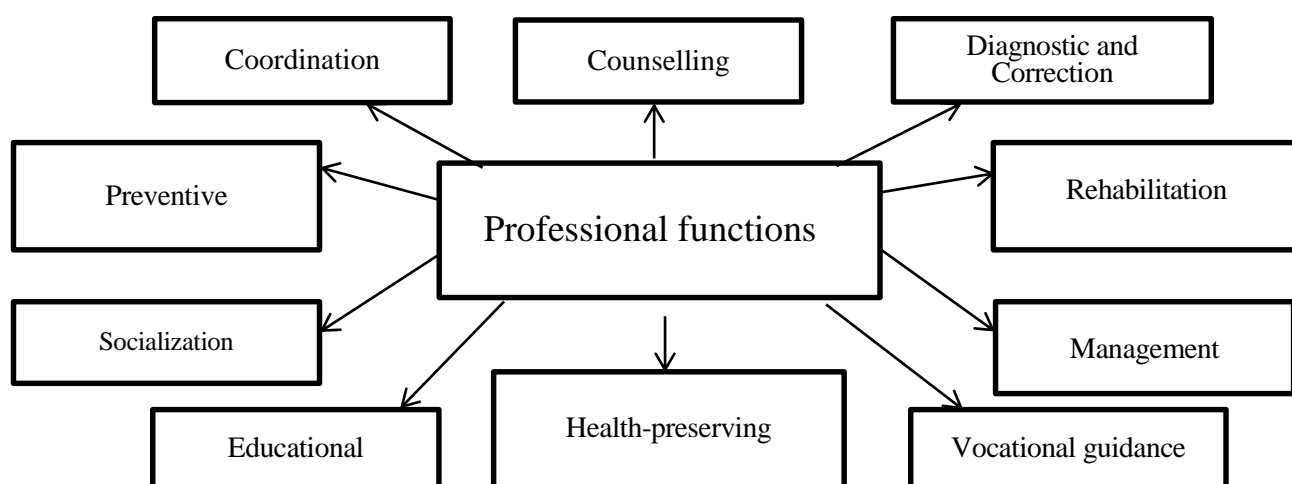 Coordination
Counselling
Diagnostic and
Correction
Preventive
Professional functions
Rehabilitation
Socialization
Management
Educational
Health-preserving
Vocational guidance